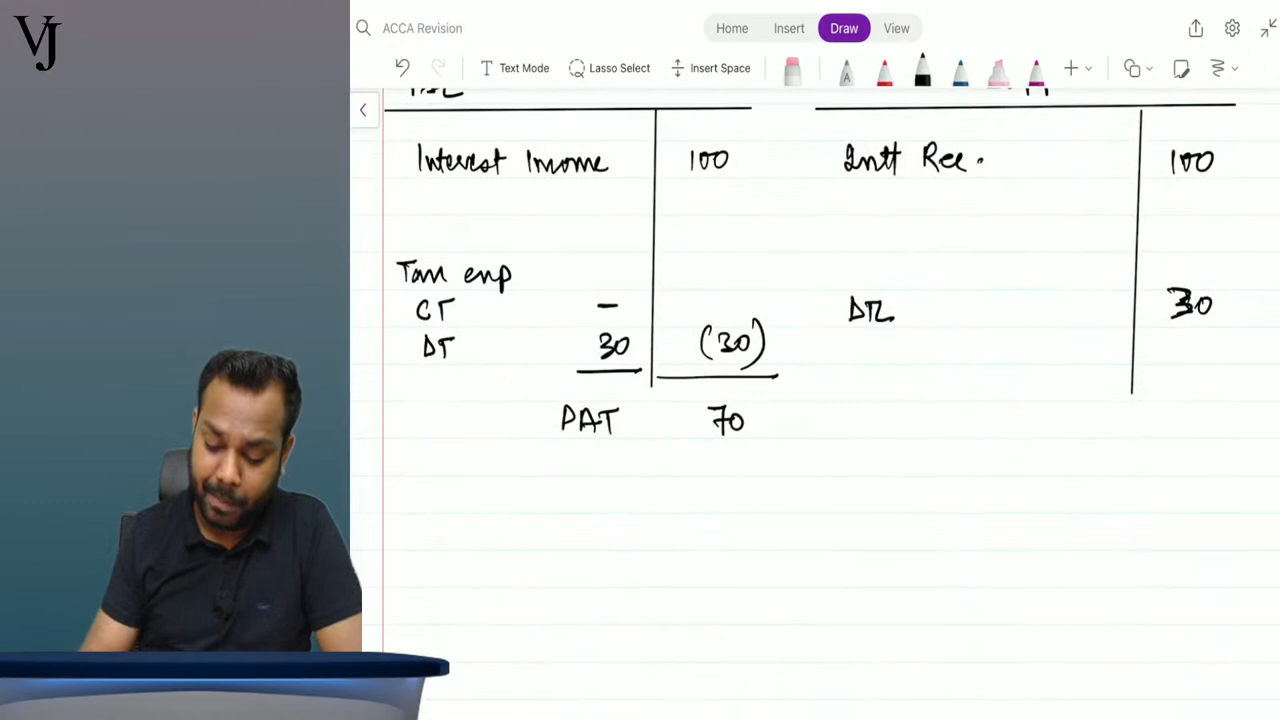 VJ
ACCA Revision
Home Insert Draw View
Text Mode Lasso Select Insert Space
A
Interest Income 100
Intt Rec.
100
Tax exp
CT –
DT 30 (30)
PAT 70
DTL 30